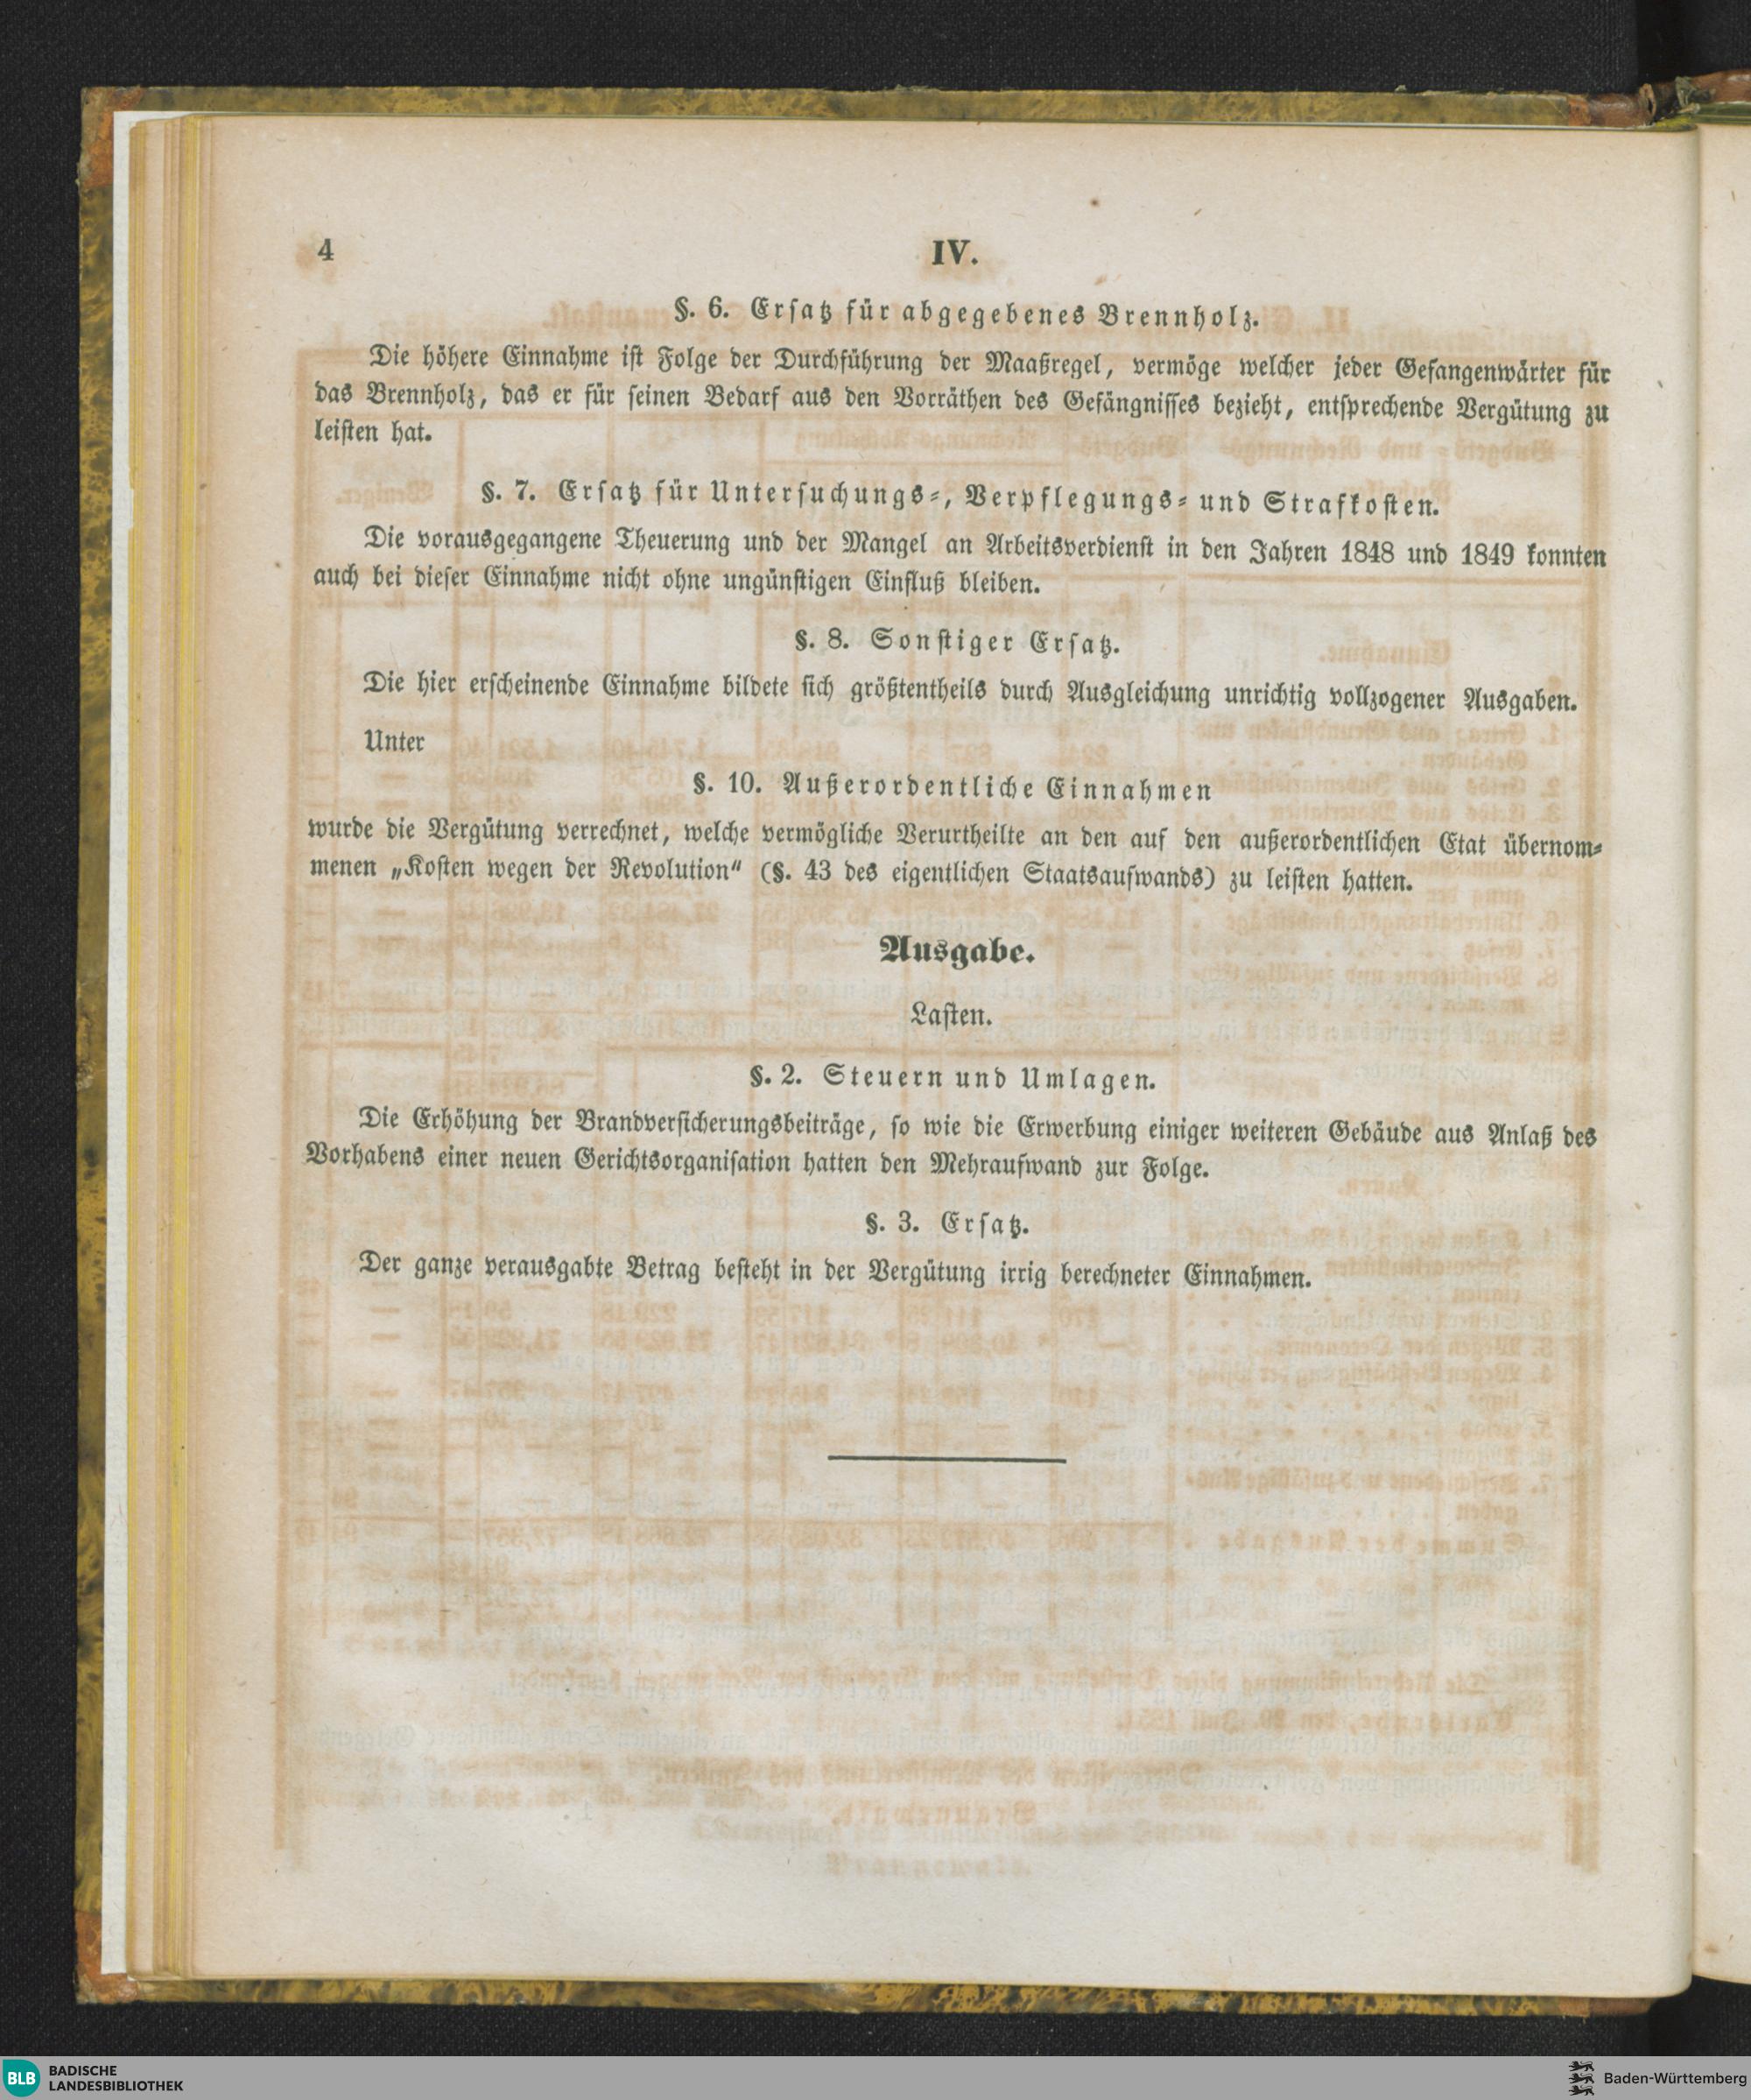 4
IV.
§. 6. Ersatz für abgegebenes Brennholz.
Die höhere Einnahme ist Folge der Durchführung der Maaßregel, vermöge welcher jeder Gefangenwärter für
das Brennholz, das er für seinen Bedarf aus den Vorräthen des Gefängnisses bezieht, entsprechende Vergütung zu
leisten hat.
§. 7. Ersatz für Untersuchungs-, Verpflegungs- und Strafkosten.
Die vorausgegangene Theuerung und der Mangel an Arbeitsverdienst in den Jahren 1848 und 1849 konnten
auch bei dieser Einnahme nicht ohne ungünstigen Einfluß bleiben.
§. 8. Sonstiger Ersatz.
Die hier erscheinende Einnahme bildete sich größtentheils durch Ausgleichung unrichtig vollzogener Ausgaben.
Unter
§. 10. Außerordentliche Einnahmen
wurde die Vergütung verrechnet, welche vermögliche Verurtheilte an den auf den außerordentlichen Etat übernom-
menen „Kosten wegen der Revolution“ (§. 43 des eigentlichen Staatsaufwands) zu leisten hatten.
Ausgabe.
Lasten.
§. 2. Steuern und Umlagen.
Die Erhöhung der Brandversicherungsbeiträge, so wie die Erwerbung einiger weiteren Gebäude aus Anlaß des
Vorhabens einer neuen Gerichtsorganisation hatten den Mehraufwand zur Folge.
§. 3. Ersatz.
Der ganze verausgabte Betrag besteht in der Vergütung irrig berechneter Einnahmen.
BLB BADISCHE
LANDESBIBLIOTHEK
Baden-Württemberg